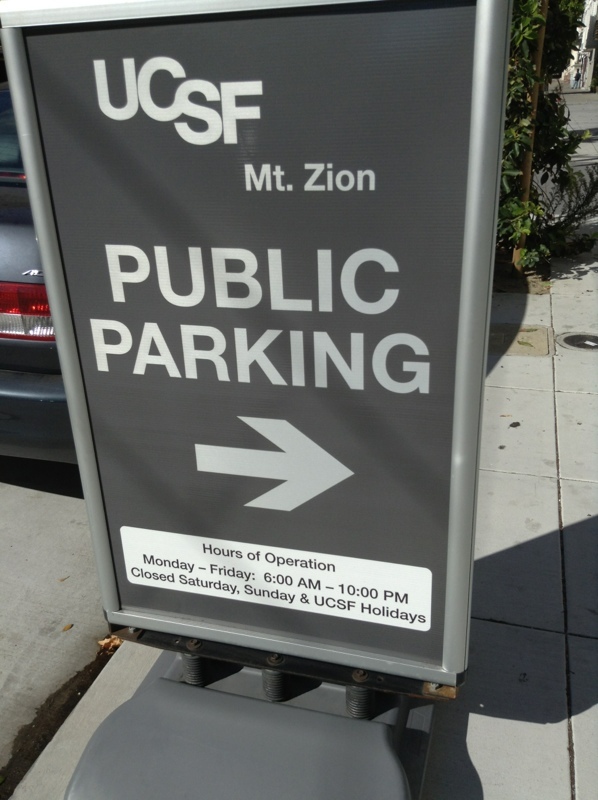 UCSF
Mt. Zion
PUBLIC
PARKING
Hours of Operation
Monday – Friday: 6:00 AM – 10:00 PM
Closed Saturday, Sunday & UCSF Holidays